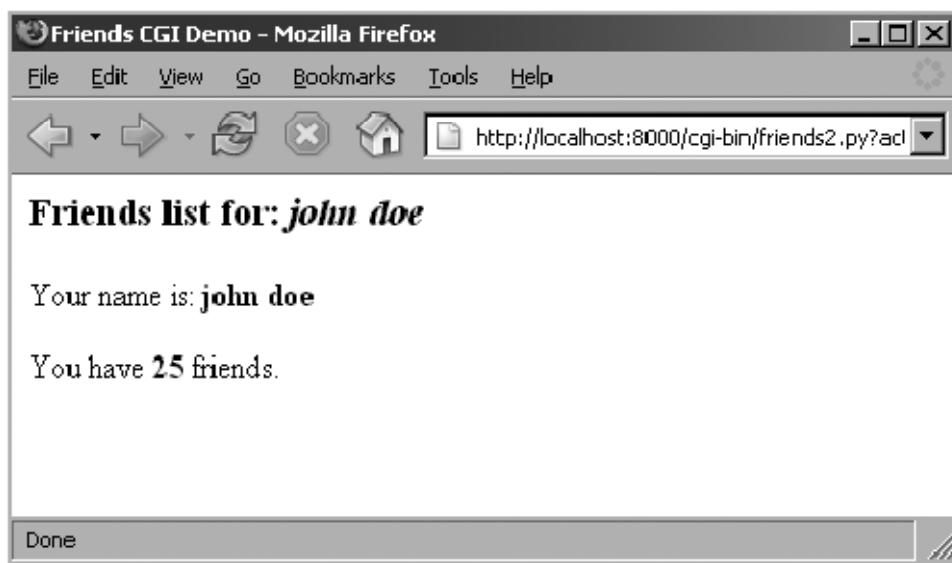 Friends CGI Demo - Mozilla Firefox
File Edit View Go Bookmarks Tools Help
http://localhost:8000/cgi-bin/friends2.py?act
Friends list for: john doe
Your name is: john doe
You have 25 friends.
Done